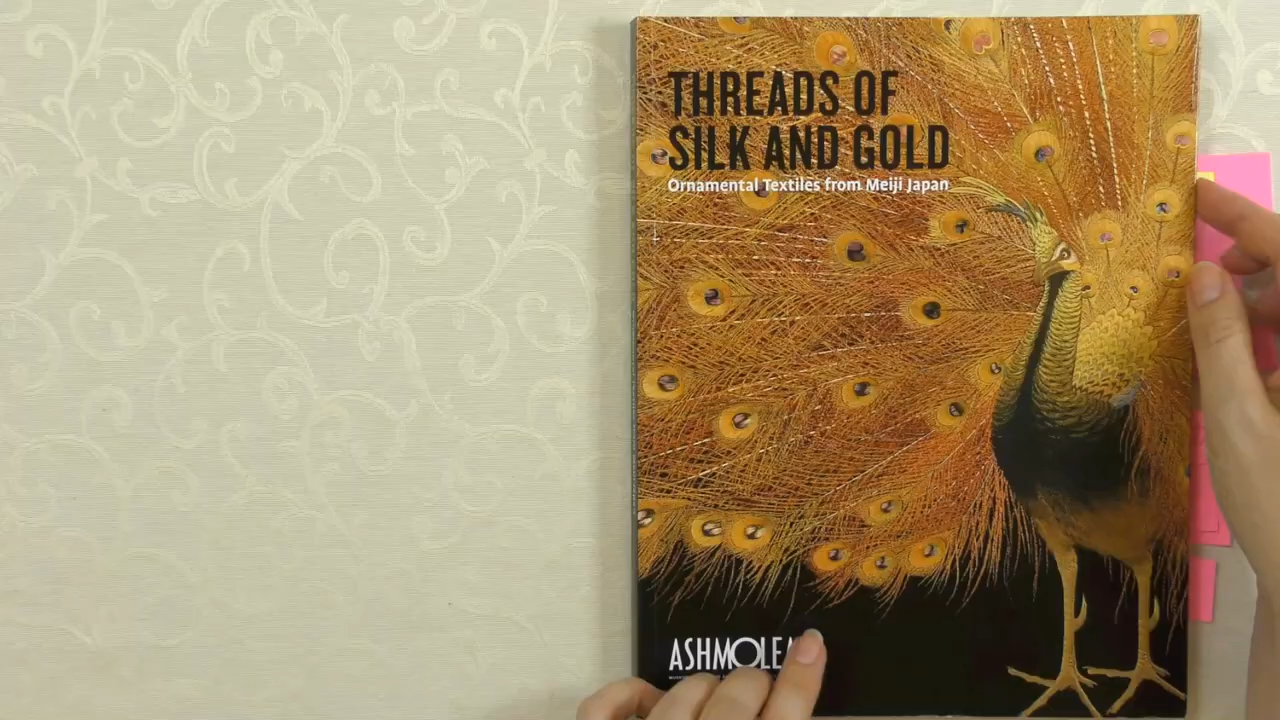 THREADS OF
SILK AND GOLD
Ornamental Textiles from Meiji Japan